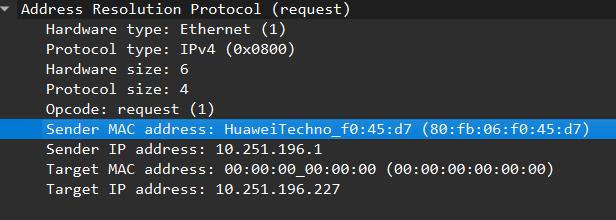 Address Resolution Protocol (request)
Hardware type: Ethernet (1)
Protocol type: IPv4 (0x0800)
Hardware size: 6
Protocol size: 4
Opcode: request (1)
Sender MAC address: HuaweiTechno_f0:45:d7 (80:fb:06:f0:45:d7)
Sender IP address: 10.251.196.1
Target MAC address: 00:00:00_00:00:00 (00:00:00:00:00:00)
Target IP address: 10.251.196.227